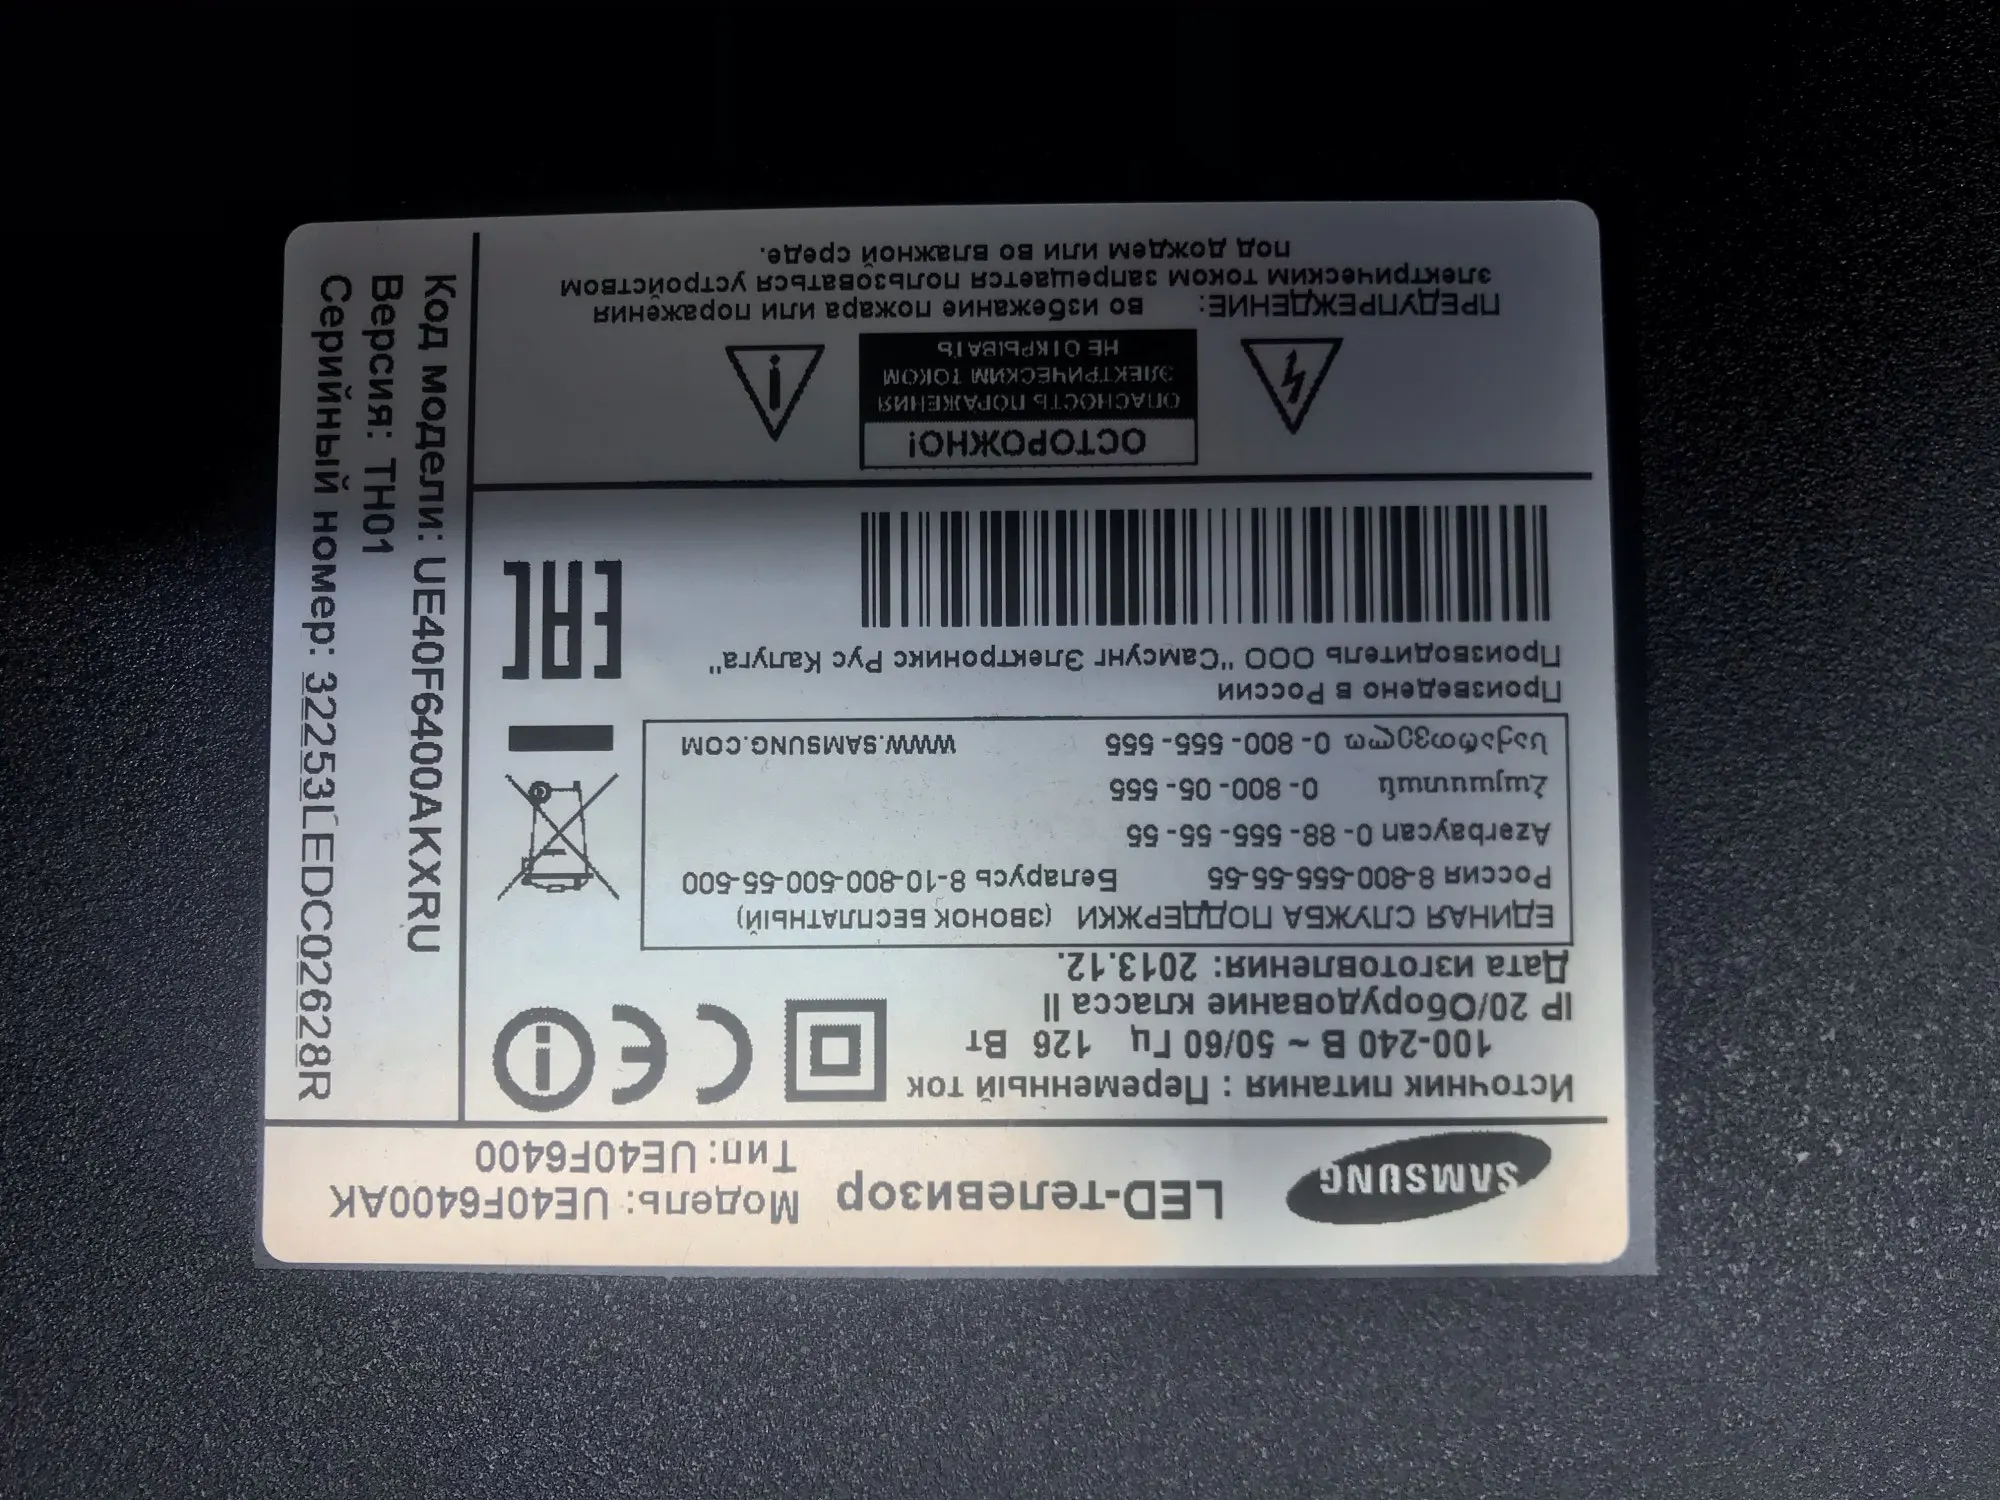 SAMSUNG
LED-телевизор
Модель: UE40F6400AK
Тип: UE40F6400
Источник питания : Переменный ток
100-240 В ~ 50/60 Гц 126 Вт
IP 20/Оборудование класса II
Дата изготовления: 2013.12.
ЕДИНАЯ СЛУЖБА ПОДДЕРЖКИ (ЗВОНОК БЕСПЛАТНЫЙ)
Россия 8-800-555-55-55 Беларусь 8-10-800-500-55-500
Azərbaycan 0- 88- 555- 55- 55
Հայաստան 0- 800- 05- 555
საქართველო 0- 800- 555- 555 WWW.SAMSUNG.COM
Произведено в России
Производитель ООО "Самсунг Электроникс Рус Калуга"
EAC
ОСТОРОЖНО!
ОПАСНОСТЬ ПОРАЖЕНИЯ
ЭЛЕКТРИЧЕСКИМ ТОКОМ
НЕ ОТКРЫВАТЬ
ПРЕДУПРЕЖДЕНИЕ: во избежание пожара или поражения
электрическим током запрещается пользоваться устройством
под дождем или во влажной среде.
Код модели: UE40F6400AKXRU
Версия: TH01
Серийный номер: 32253LEDC02628R